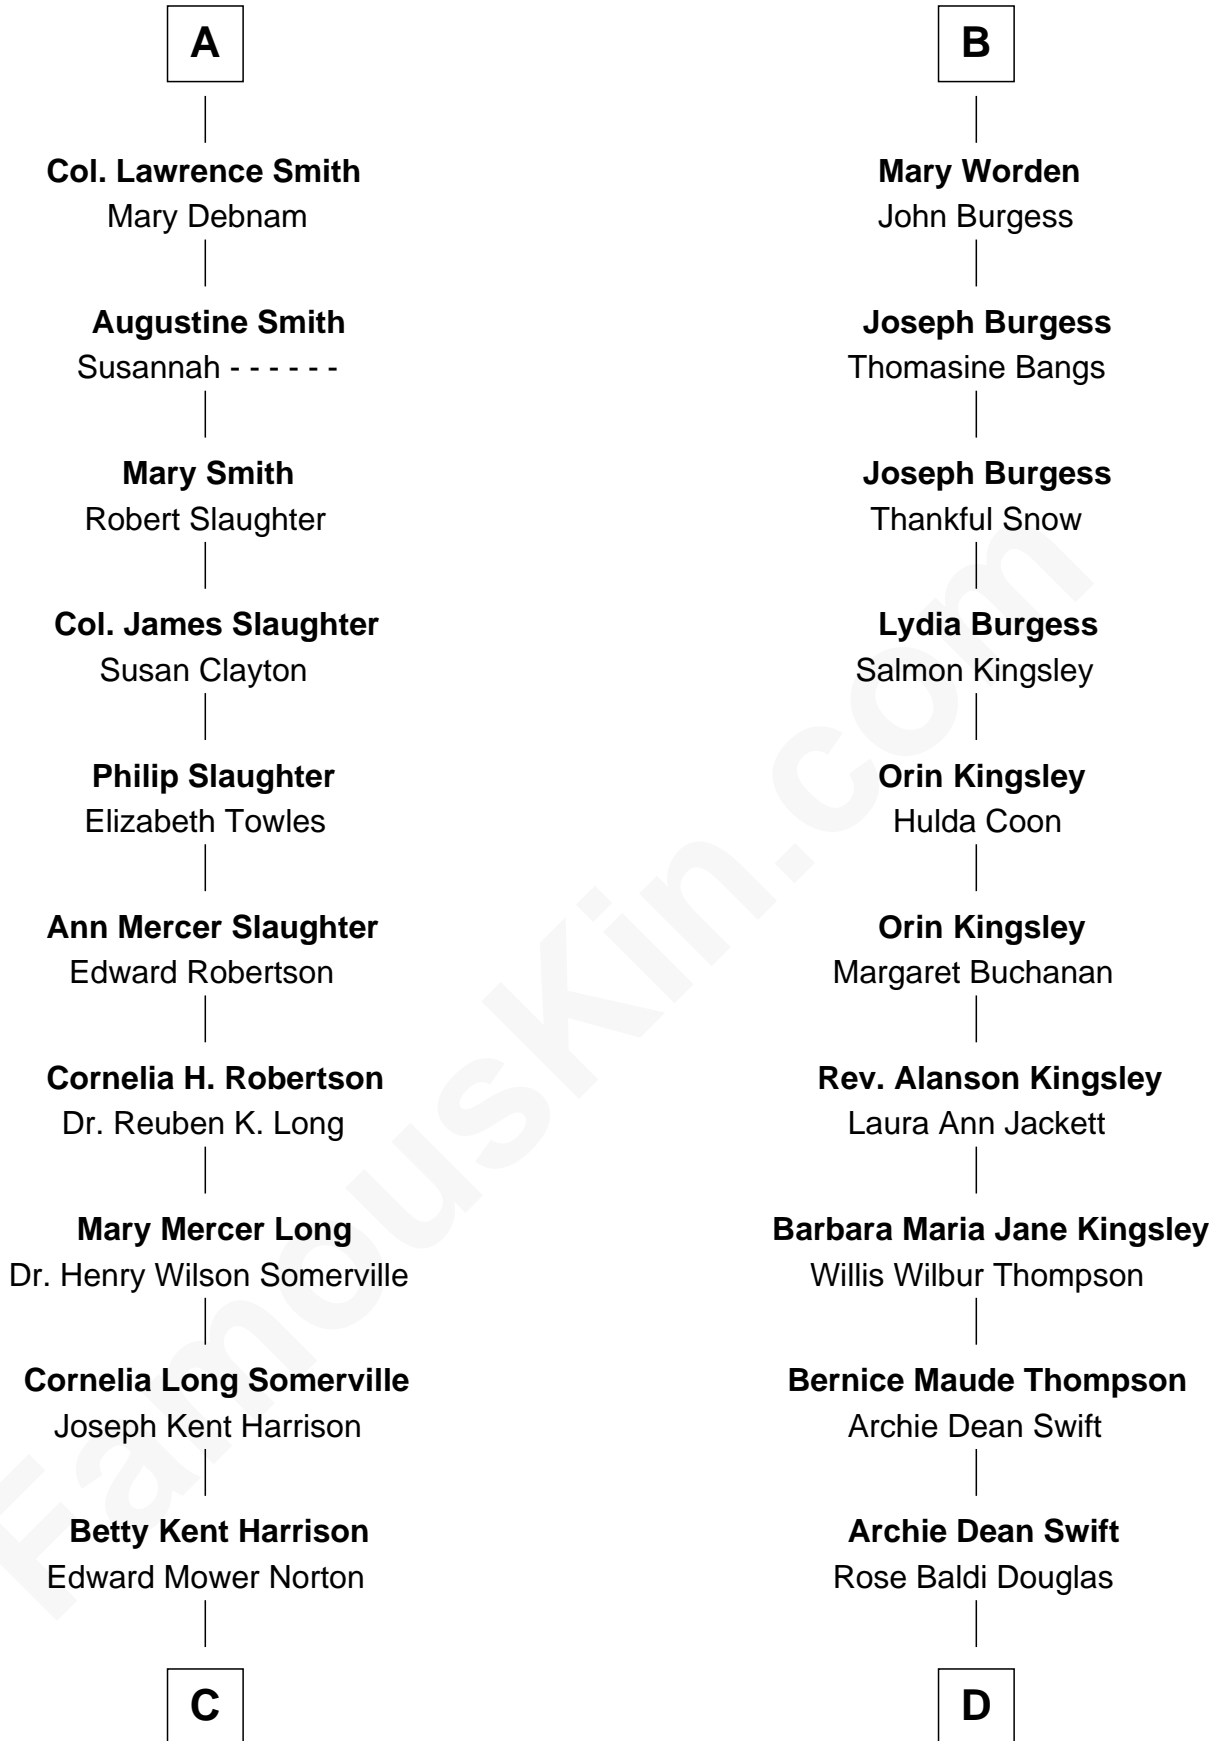 A
Col. Lawrence Smith
Mary Debnam
Augustine Smith
Susannah - - - - - -
Mary Smith
Robert Slaughter
Col. James Slaughter
Susan Clayton
Philip Slaughter
Elizabeth Towles
Ann Mercer Slaughter
Edward Robertson
Cornelia H. Robertson
Dr. Reuben K. Long
Mary Mercer Long
Dr. Henry Wilson Somerville
Cornelia Long Somerville
Joseph Kent Harrison
Betty Kent Harrison
Edward Mower Norton
C
B
Mary Worden
John Burgess
Joseph Burgess
Thomasine Bangs
Joseph Burgess
Thankful Snow
Lydia Burgess
Salmon Kingsley
Orin Kingsley
Hulda Coon
Orin Kingsley
Margaret Buchanan
Rev. Alanson Kingsley
Laura Ann Jackett
Barbara Maria Jane Kingsley
Willis Wilbur Thompson
Bernice Maude Thompson
Archie Dean Swift
Archie Dean Swift
Rose Baldi Douglas
D
FamousKin.com